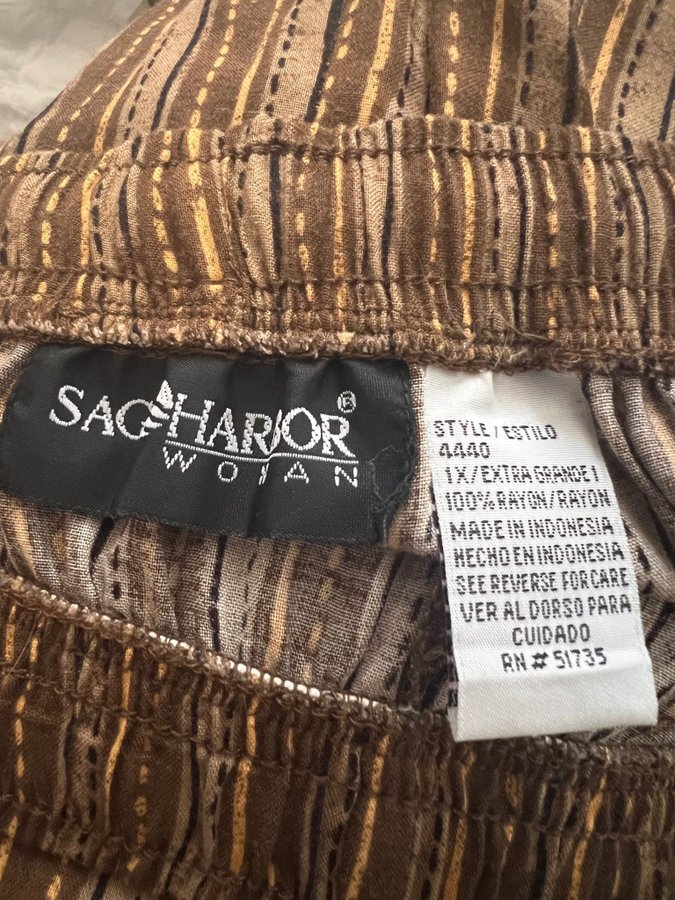 SAG HARBOR®
WOMAN
STYLE/ESTILO
4440
1X/EXTRA GRANDE 1
100% RAYON/RAYON
MADE IN INDONESIA
HECHO EN INDONESIA
SEE REVERSE FOR CARE
VER AL DORSO PARA
CUIDADO
RN # 51735